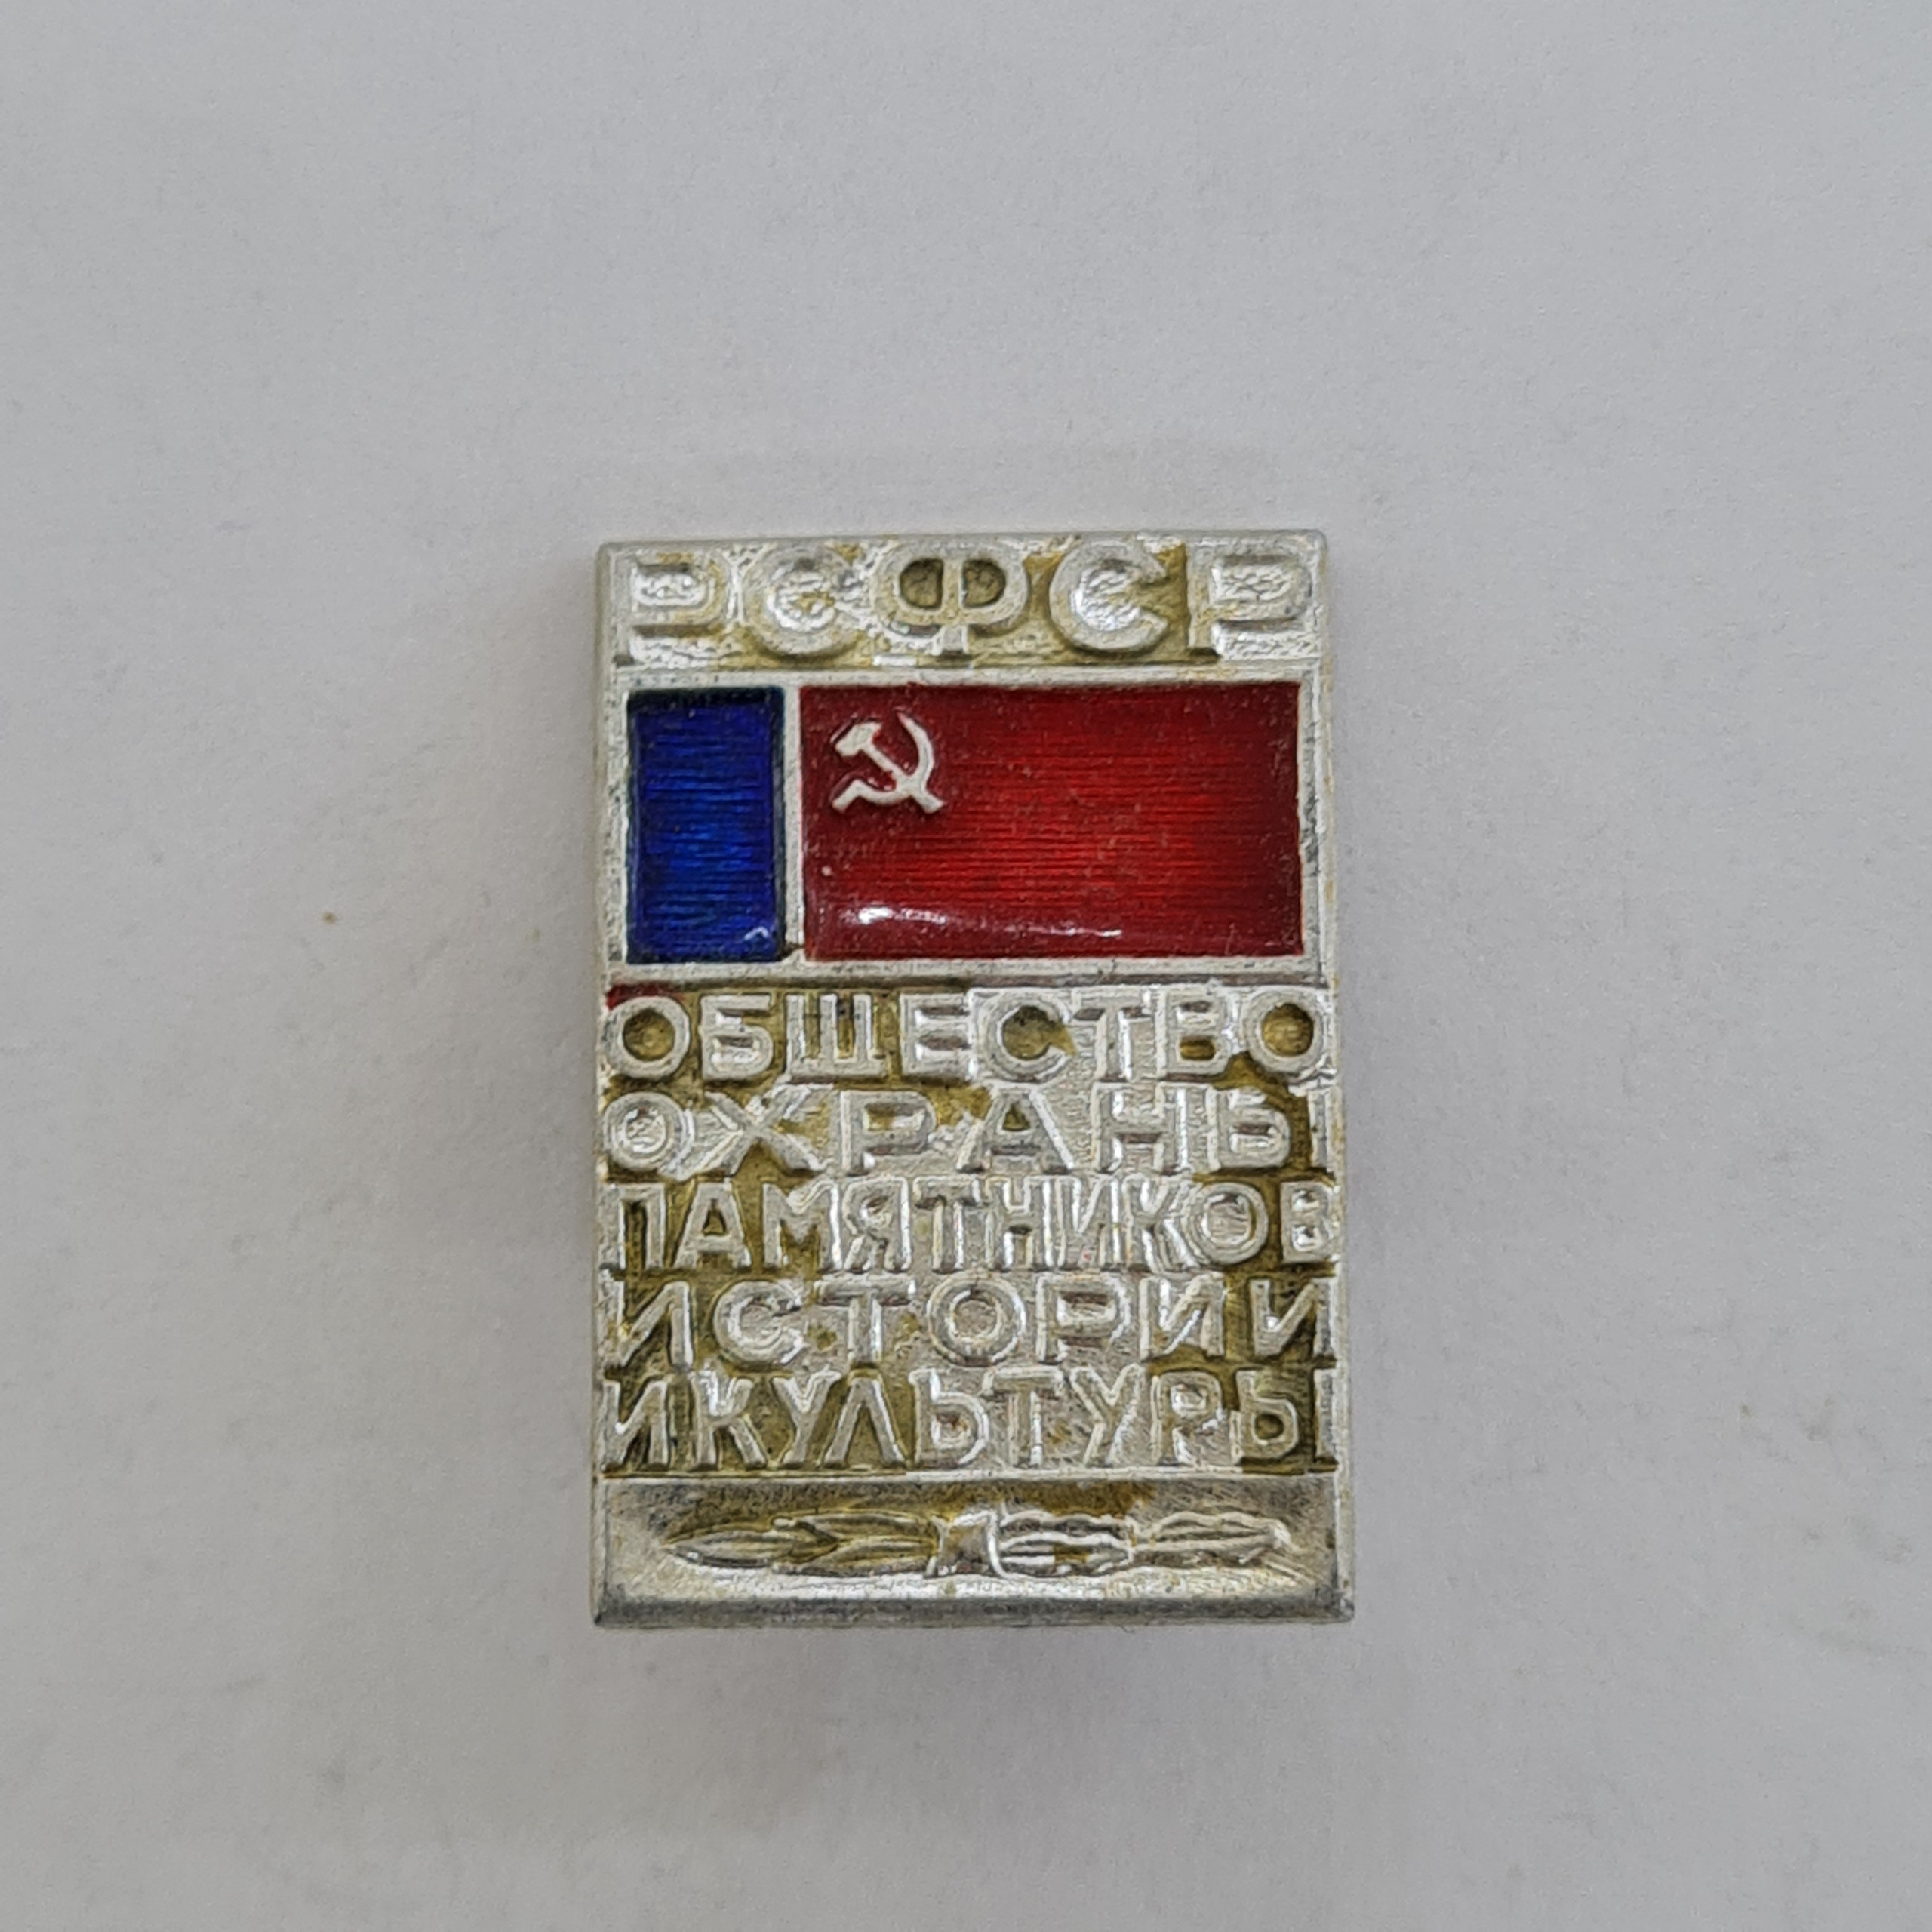 РСФСР
ОБЩЕСТВО
ОХРАНЫ
ПАМЯТНИКОВ
ИСТОРИИ
И КУЛЬТУРЫ